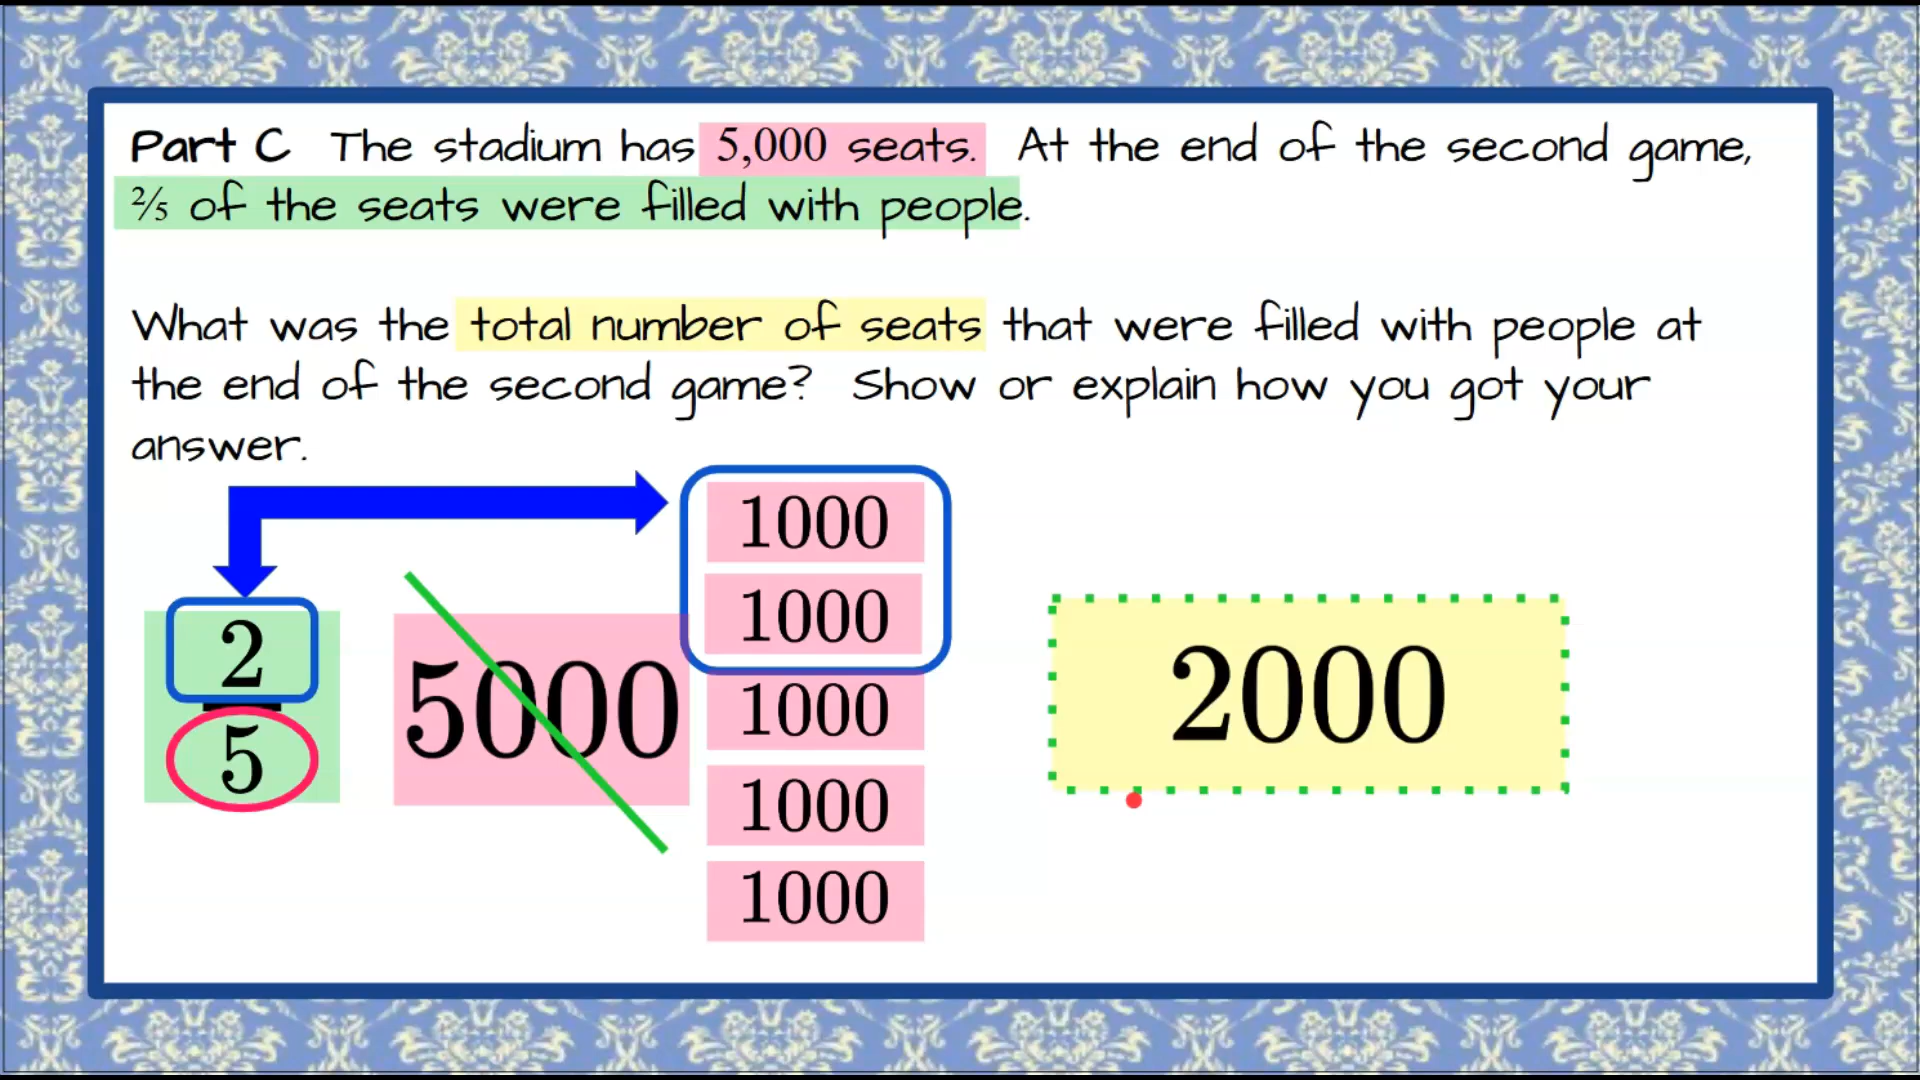 Part C The stadium has 5,000 seats. At the end of the second game,
⅖ of the seats were filled with people.
What was the total number of seats that were filled with people at
the end of the second game? Show or explain how you got your
answer.
2
5
5000
1000
1000
1000
1000
1000
2000